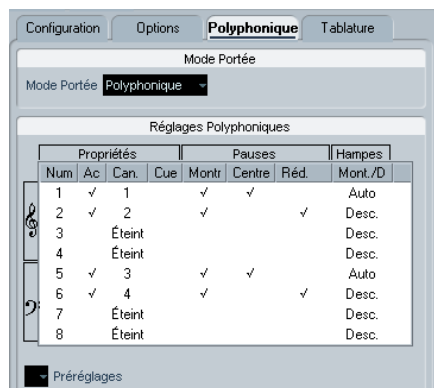 Configuration Options Polyphonique Tablature
Mode Portée
Mode Portée Polyphonique
Réglages Polyphoniques
Propriétés Pauses Hampes
Num Ac Can. Cue Montr Centre Réd. Mont./D
1 √ 1 √ √ Auto
2 √ 2 √ √ Desc.
3 Éteint Desc.
4 Éteint Desc.
5 √ 3 √ √ Auto
6 √ 4 √ √ Desc.
7 Éteint Desc.
8 Éteint Desc.
Préréglages